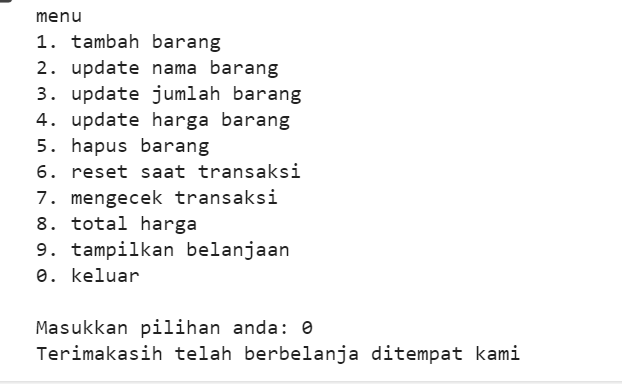 menu
1. tambah barang
2. update nama barang
3. update jumlah barang
4. update harga barang
5. hapus barang
6. reset saat transaksi
7. mengecek transaksi
8. total harga
9. tampilkan belanjaan
0. keluar
Masukkan pilihan anda: 0
Terimakasih telah berbelanja ditempat kami